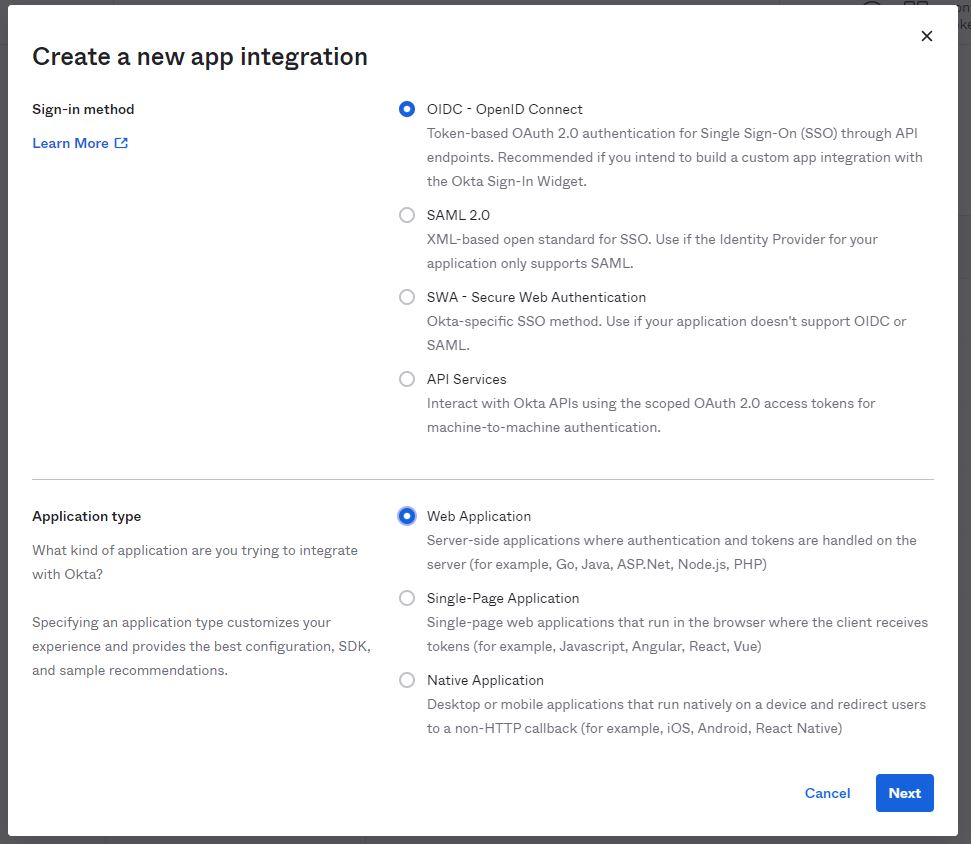 Create a new app integration
Sign-in method
Learn More
OIDC - OpenID Connect
Token-based OAuth 2.0 authentication for Single Sign-On (SSO) through API
endpoints. Recommended if you intend to build a custom app integration with
the Okta Sign-In Widget.
SAML 2.0
XML-based open standard for SSO. Use if the Identity Provider for your
application only supports SAML.
SWA - Secure Web Authentication
Okta-specific SSO method. Use if your application doesn't support OIDC or
SAML.
API Services
Interact with Okta APIs using the scoped OAuth 2.0 access tokens for
machine-to-machine authentication.
Application type
What kind of application are you trying to integrate
with Okta?
Specifying an application type customizes your
experience and provides the best configuration, SDK,
and sample recommendations.
Web Application
Server-side applications where authentication and tokens are handled on the
server (for example, Go, Java, ASP.Net, Node.js, PHP)
Single-Page Application
Single-page web applications that run in the browser where the client receives
tokens (for example, Javascript, Angular, React, Vue)
Native Application
Desktop or mobile applications that run natively on a device and redirect users
to a non-HTTP callback (for example, iOS, Android, React Native)
Cancel
Next